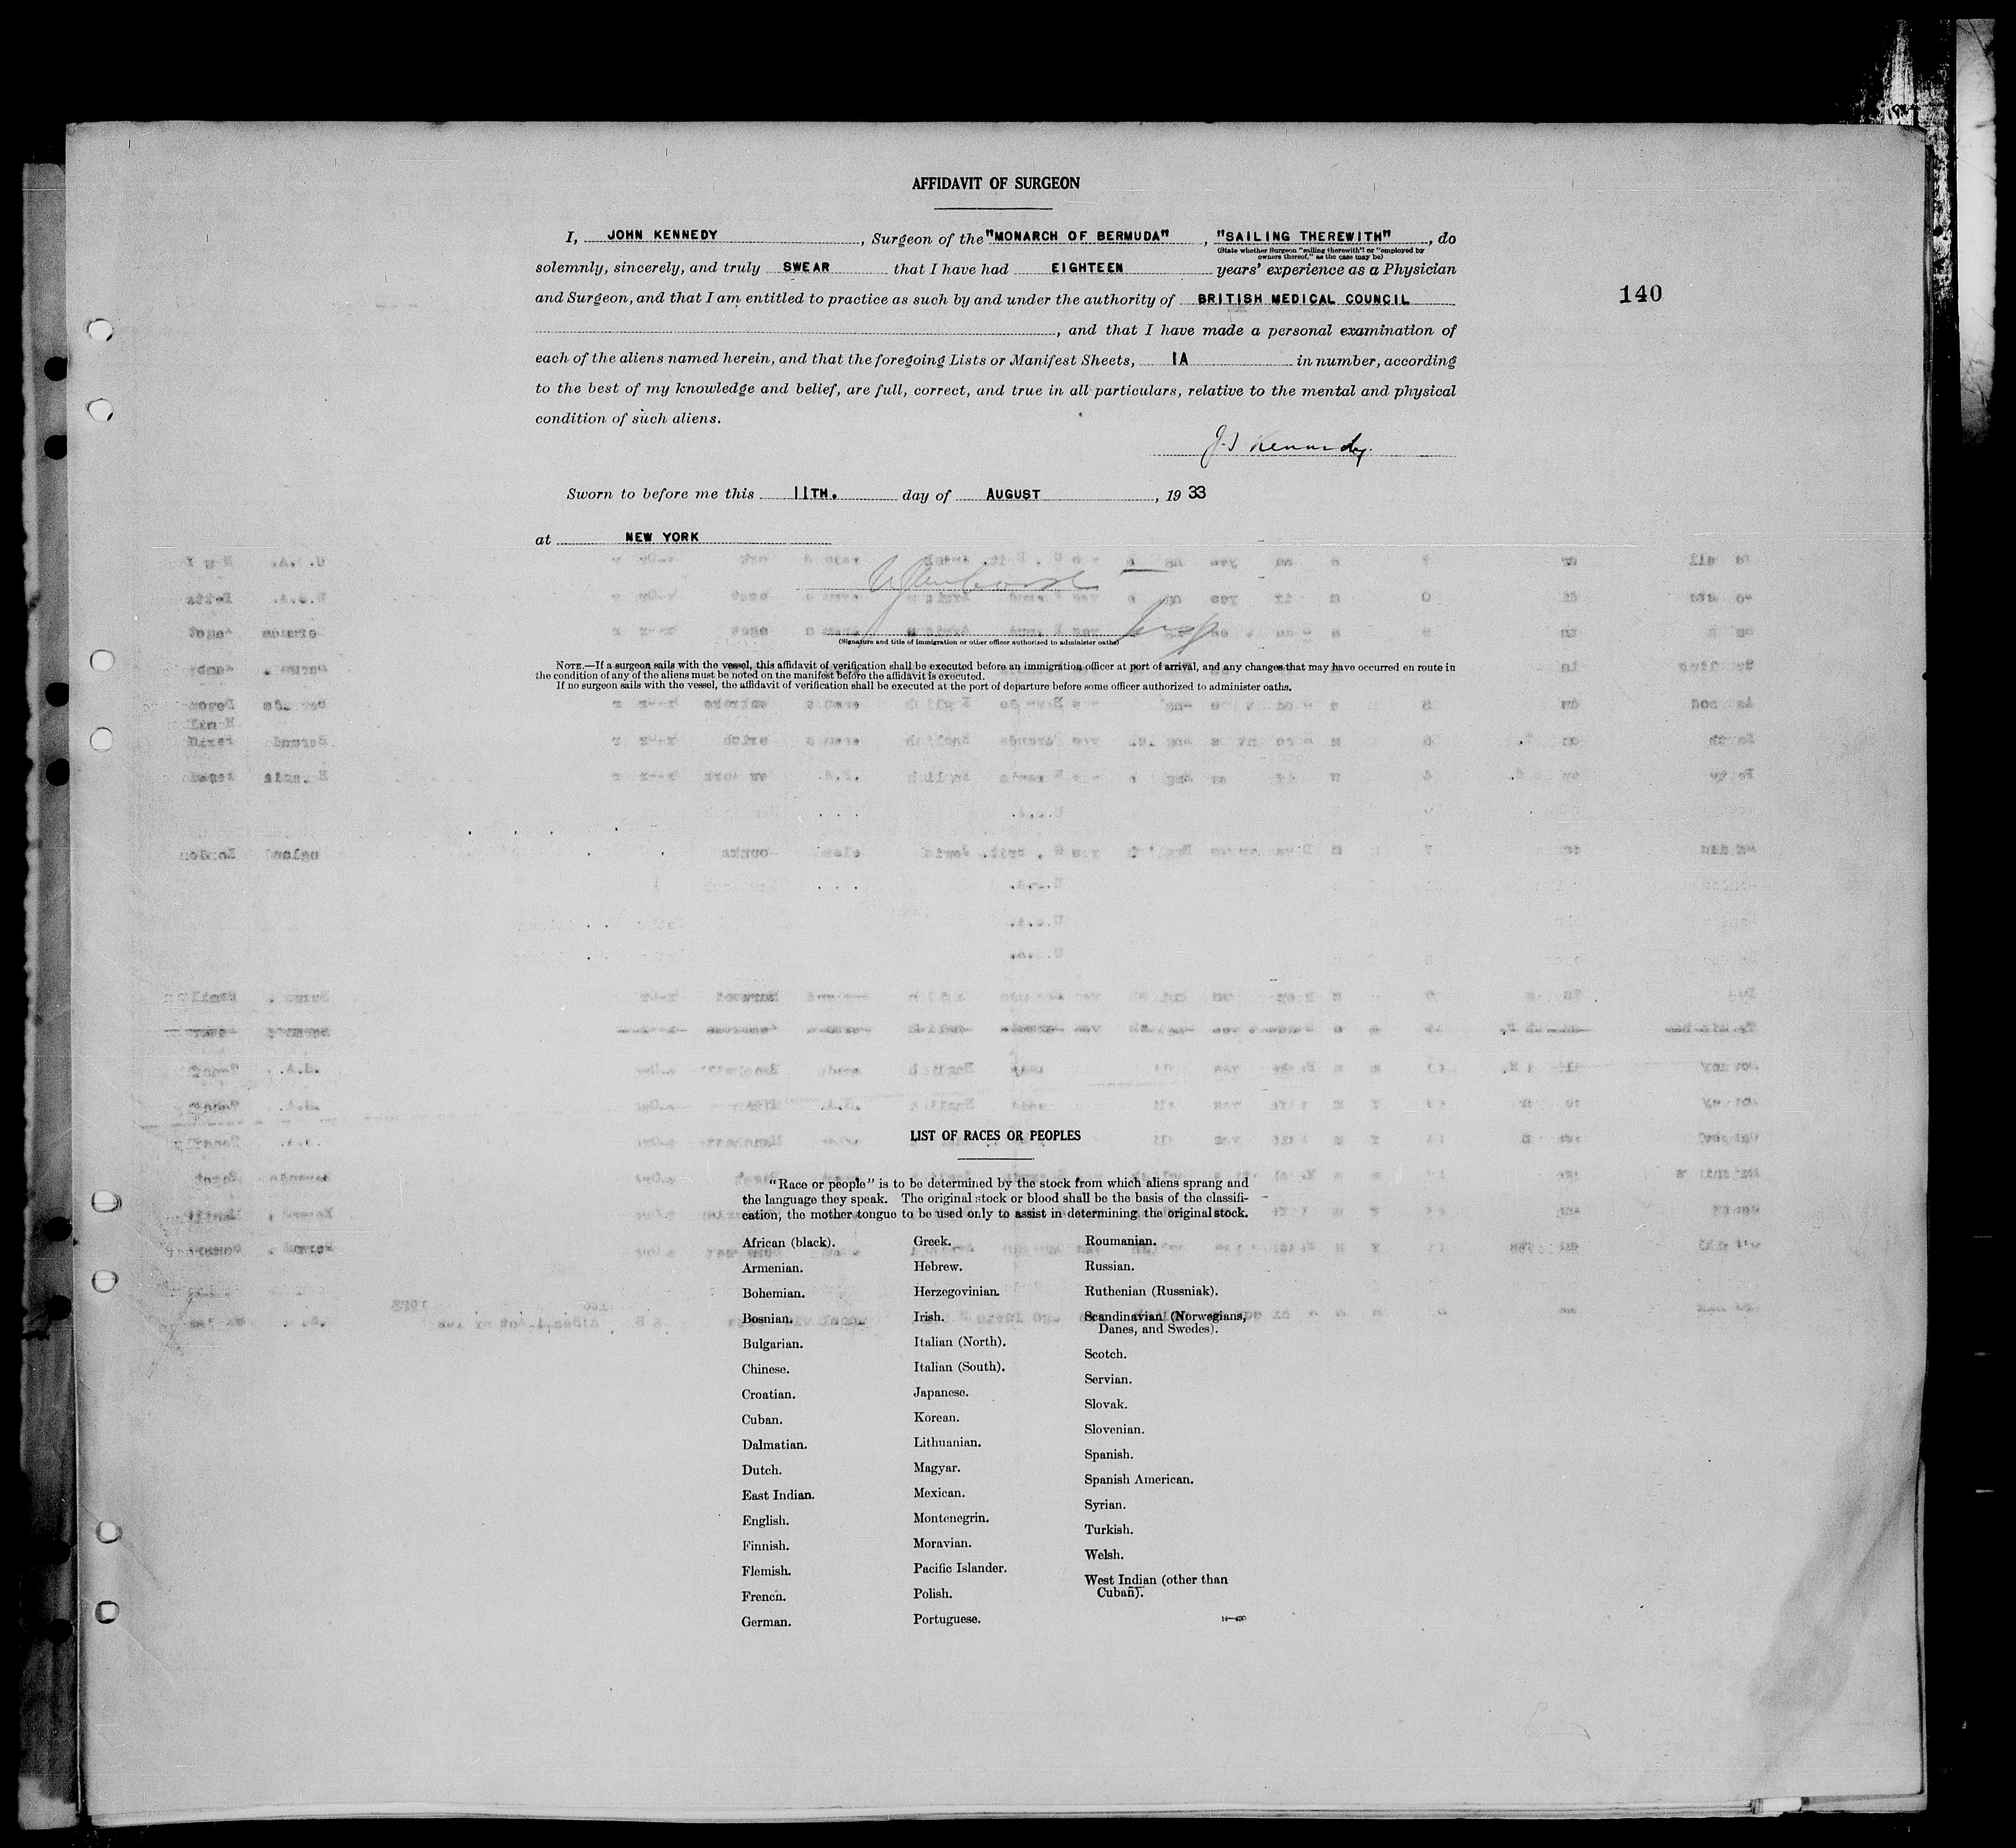 AFFIDAVIT OF SURGEON
I, JOHN KENNEDY, Surgeon of the "MONARCH OF BERMUDA", "SAILING THEREWITH", do
(State whether Surgeon "sailing therewith" or "employed by
owners thereof," as the case may be)
solemnly, sincerely, and truly SWEAR that I have had EIGHTEEN years' experience as a Physician
and Surgeon, and that I am entitled to practice as such by and under the authority of BRITISH MEDICAL COUNCIL
140
, and that I have made a personal examination of
each of the aliens named herein, and that the foregoing Lists or Manifest Sheets, 1A in number, according
to the best of my knowledge and belief, are full, correct, and true in all particulars, relative to the mental and physical
condition of such aliens.
J. J Kennedy.
Sworn to before me this 11TH. day of AUGUST, 1933
at NEW YORK
Insp
(Signature and title of immigration or other officer authorized to administer oaths)
NOTE.—If a surgeon sails with the vessel, this affidavit of verification shall be executed before an immigration officer at port of arrival, and any changes that may have occurred en route in
the condition of any of the aliens must be noted on the manifest before the affidavit is executed.
If no surgeon sails with the vessel, the affidavit of verification shall be executed at the port of departure before some officer authorized to administer oaths.
LIST OF RACES OR PEOPLES
"Race or people" is to be determined by the stock from which aliens sprang and
the language they speak. The original stock or blood shall be the basis of the classifi-
cation, the mother tongue to be used only to assist in determining the original stock.
African (black).
Armenian.
Bohemian.
Bosnian.
Bulgarian.
Chinese.
Croatian.
Cuban.
Dalmatian.
Dutch.
East Indian.
English.
Finnish.
Flemish.
French.
German.
Greek.
Hebrew.
Herzegovinian.
Irish.
Italian (North).
Italian (South).
Japanese.
Korean.
Lithuanian.
Magyar.
Mexican.
Montenegrin.
Moravian.
Pacific Islander.
Polish.
Portuguese.
Roumanian.
Russian.
Ruthenian (Russniak).
Scandinavian (Norwegians,
Danes, and Swedes).
Scotch.
Servian.
Slovak.
Slovenian.
Spanish.
Spanish American.
Syrian.
Turkish.
Welsh.
West Indian (other than
Cuban).
14—430